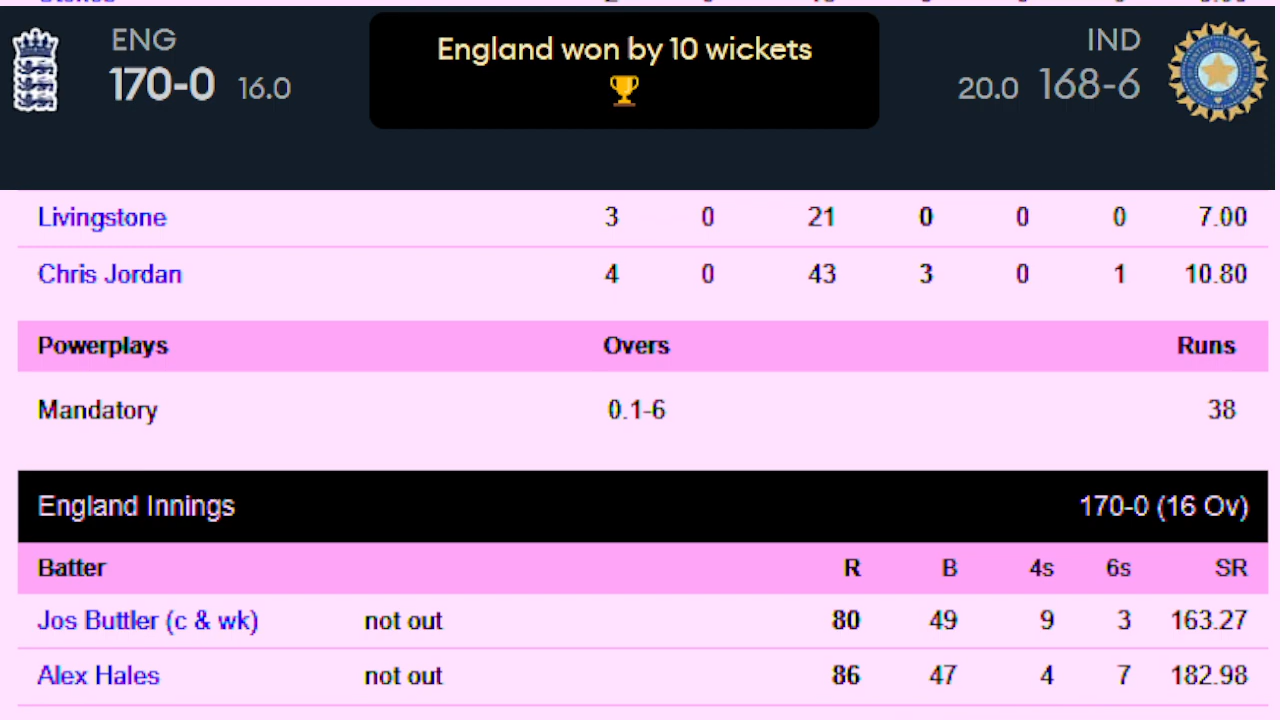 ENG
170-0 16.0
England won by 10 wickets
IND
20.0 168-6
Livingstone 3 0 21 0 0 0 7.00
Chris Jordan 4 0 43 3 0 1 10.80
Powerplays Overs Runs
Mandatory 0.1-6 38
England Innings 170-0 (16 Ov)
Batter R B 4s 6s SR
Jos Buttler (c & wk) not out 80 49 9 3 163.27
Alex Hales not out 86 47 4 7 182.98